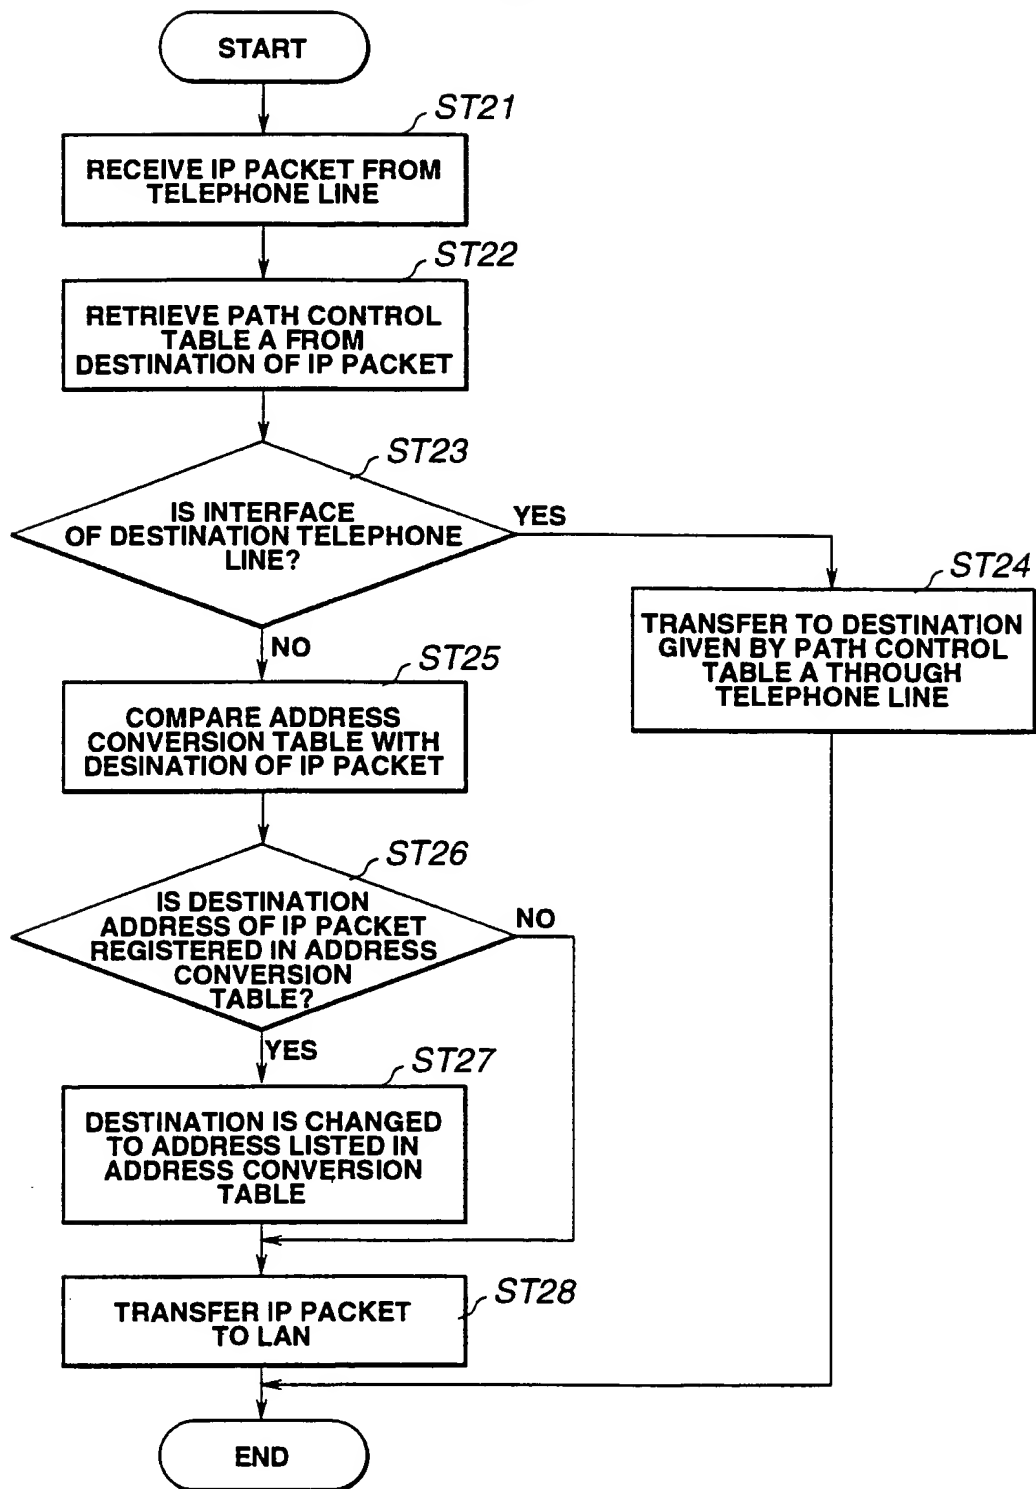 START
ST21
RECEIVE IP PACKET FROM
TELEPHONE LINE
ST22
RETRIEVE PATH CONTROL
TABLE A FROM
DESTINATION OF IP PACKET
ST23
IS INTERFACE
OF DESTINATION TELEPHONE
LINE?
YES
NO
ST24
TRANSFER TO DESTINATION
GIVEN BY PATH CONTROL
TABLE A THROUGH
TELEPHONE LINE
ST25
COMPARE ADDRESS
CONVERSION TABLE WITH
DESINATION OF IP PACKET
ST26
IS DESTINATION
ADDRESS OF IP PACKET
REGISTERED IN ADDRESS
CONVERSION
TABLE?
NO
YES
ST27
DESTINATION IS CHANGED
TO ADDRESS LISTED IN
ADDRESS CONVERSION
TABLE
ST28
TRANSFER IP PACKET
TO LAN
END